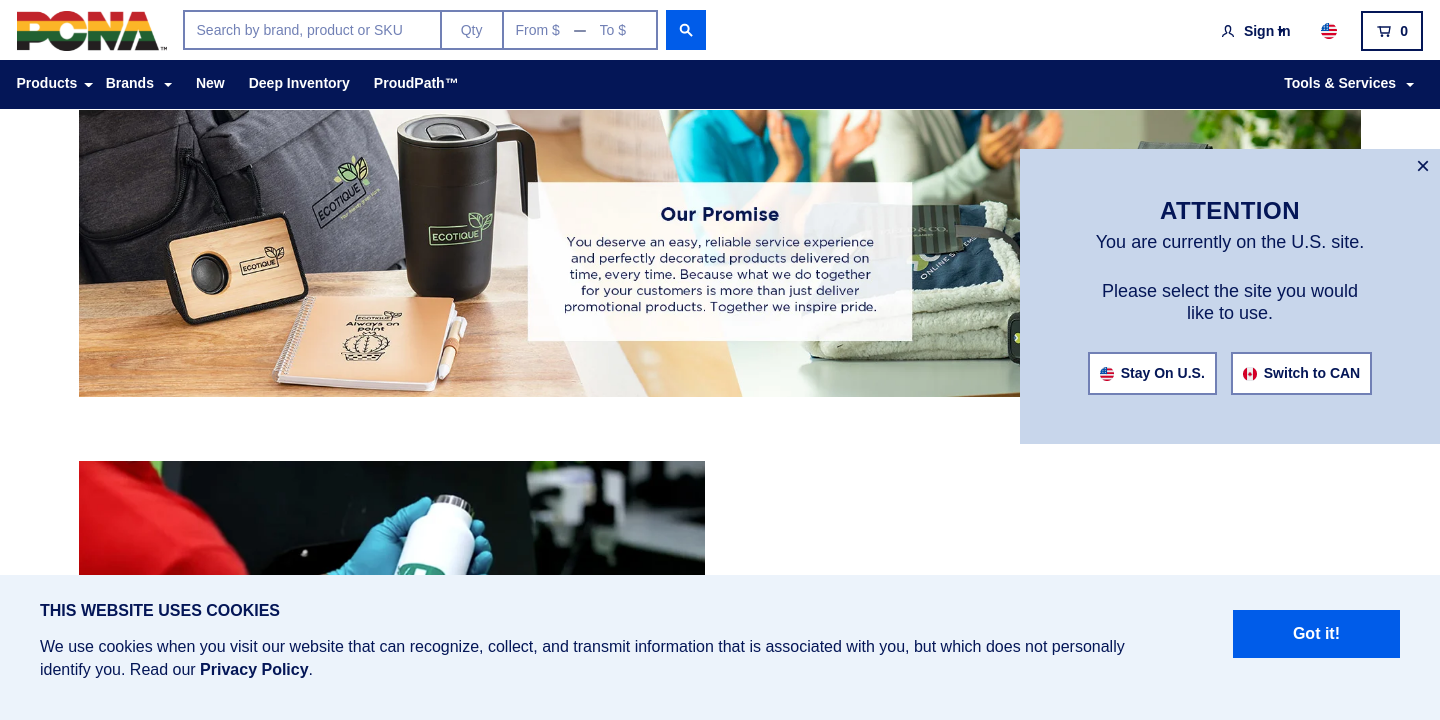 PCNA™
Search by brand, product or SKU
Qty
From $ — To $
Sign In
0
Products
Brands
New
Deep Inventory
ProudPath™
Tools & Services
ECOTIQUE
ECOTIQUE
ECOTIQUE
ECOTIQUE
Always on
point
Our Promise
You deserve an easy, reliable service experience
and perfectly decorated products delivered on
time, every time. Because what we do together
for your customers is more than just deliver
promotional products. Together we inspire pride.
ATTENTION
You are currently on the U.S. site.
Please select the site you would
like to use.
Stay On U.S.
Switch to CAN
THIS WEBSITE USES COOKIES
We use cookies when you visit our website that can recognize, collect, and transmit information that is associated with you, but which does not personally
identify you. Read our Privacy Policy.
Got it!